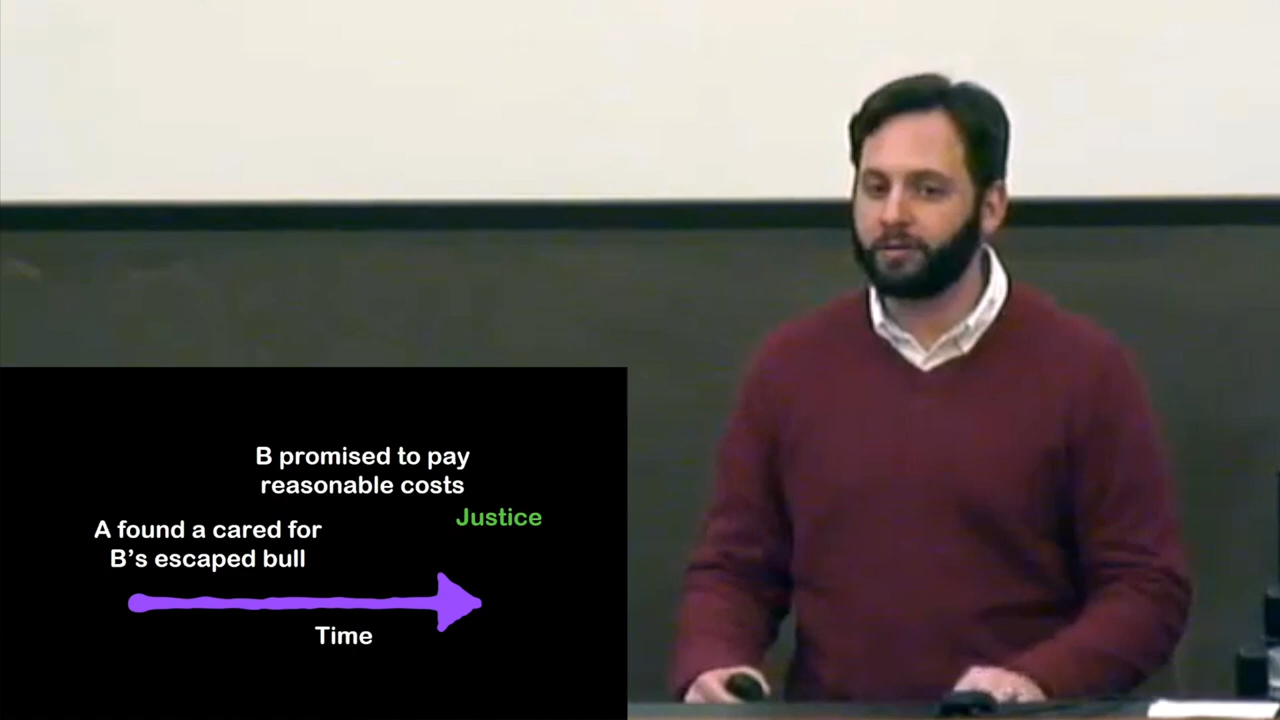 B promised to pay
reasonable costs
Justice
A found a cared for
B's escaped bull
Time